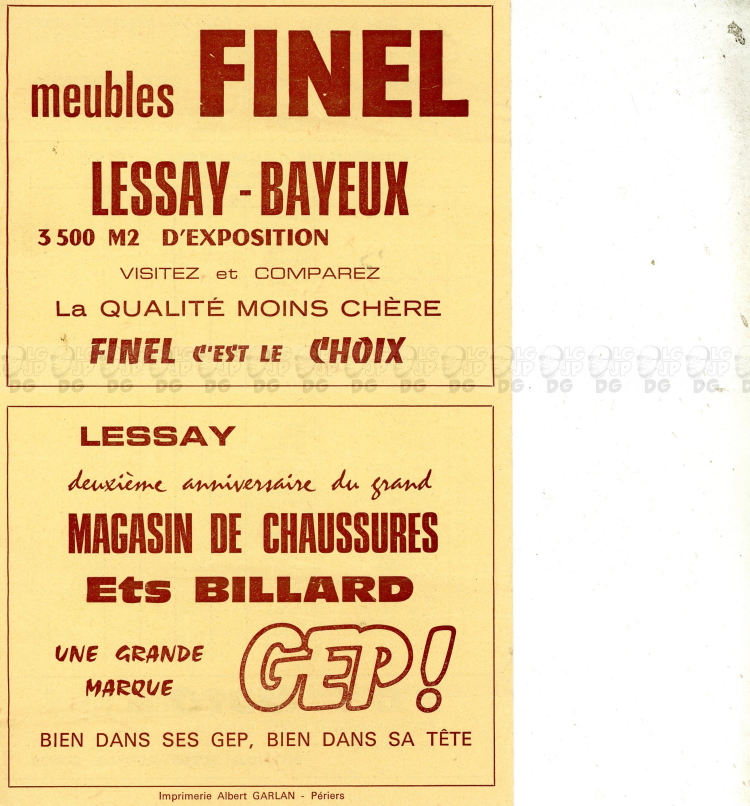 meubles FINEL
LESSAY - BAYEUX
3 500 M2 D'EXPOSITION
VISITEZ et COMPAREZ
La QUALITÉ MOINS CHÈRE
FINEL C'EST LE CHOIX
LESSAY
deuxième anniversaire du grand
MAGASIN DE CHAUSSURES
Ets BILLARD
UNE GRANDE
MARQUE
GEP!
BIEN DANS SES GEP, BIEN DANS SA TÊTE
Imprimerie Albert GARLAN - Périers